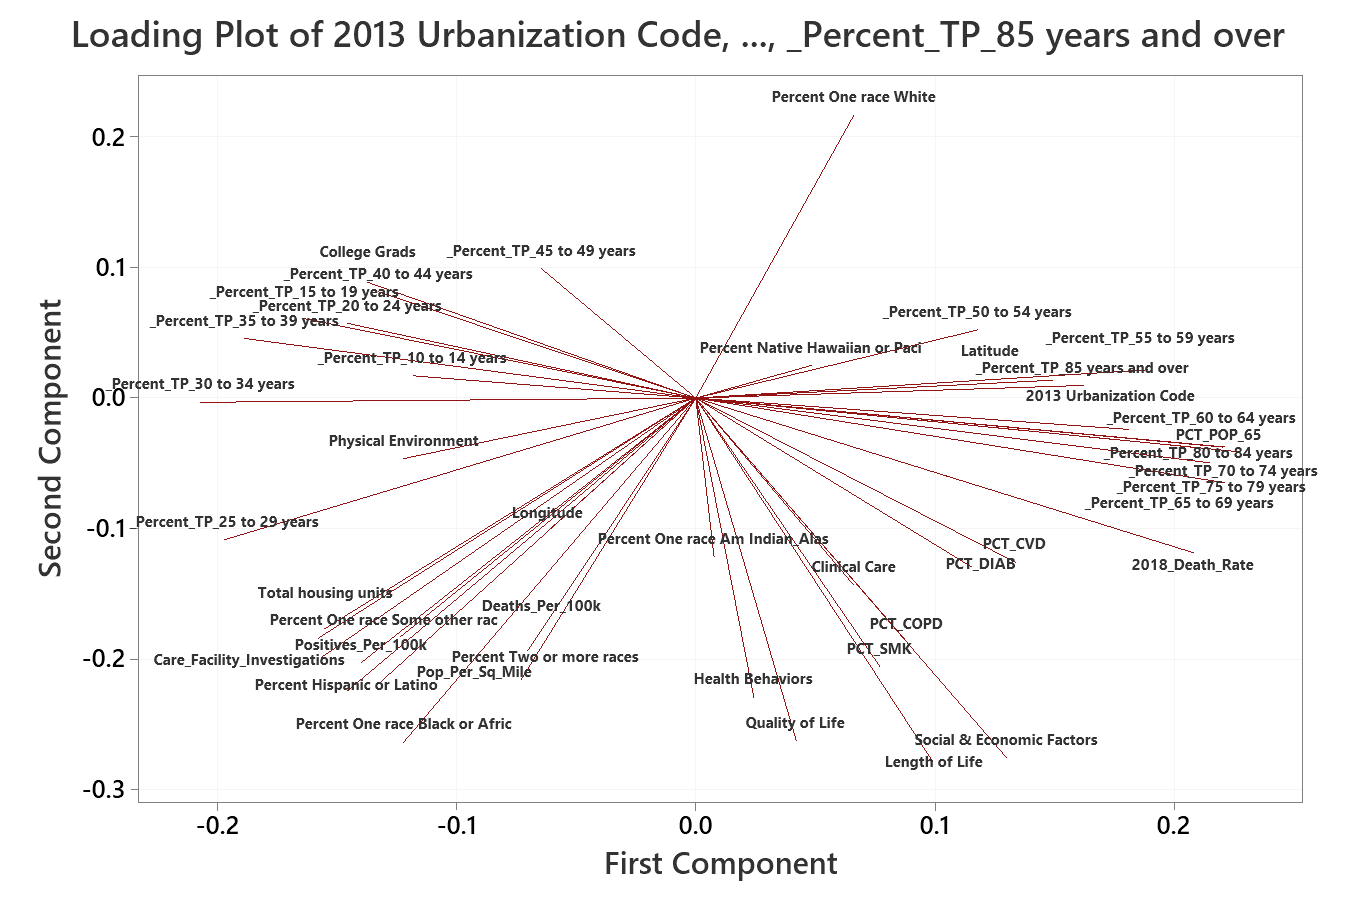 Loading Plot of 2013 Urbanization Code, ..., _Percent_TP_85 years and over
Second Component
0.2
0.1
0.0
-0.1
-0.2
-0.3
Percent One race White
College Grads
_Percent_TP_45 to 49 years
_Percent_TP_40 to 44 years
_Percent_TP_15 to 19 years
_Percent_TP_20 to 24 years
_Percent_TP_35 to 39 years
_Percent_TP_10 to 14 years
_Percent_TP_30 to 34 years
_Percent_TP_50 to 54 years
_Percent_TP_55 to 59 years
Percent Native Hawaiian or Paci
Latitude
_Percent_TP_85 years and over
2013 Urbanization Code
_Percent_TP_60 to 64 years
PCT_POP_65
_Percent_TP_80 to 84 years
_Percent_TP_70 to 74 years
_Percent_TP_75 to 79 years
_Percent_TP_65 to 69 years
Physical Environment
_Percent_TP_25 to 29 years
Longitude
Percent One race Am Indian_Alas
PCT_CVD
PCT_DIAB
2018_Death_Rate
Clinical Care
Total housing units
Deaths_Per_100k
Percent One race Some other rac
PCT_COPD
Positives_Per_100k
PCT_SMK
Care_Facility_Investigations
Percent Two or more races
Pop_Per_Sq_Mile
Health Behaviors
Percent Hispanic or Latino
Percent One race Black or Afric
Quality of Life
Social & Economic Factors
Length of Life
-0.2
-0.1
0.0
0.1
0.2
First Component